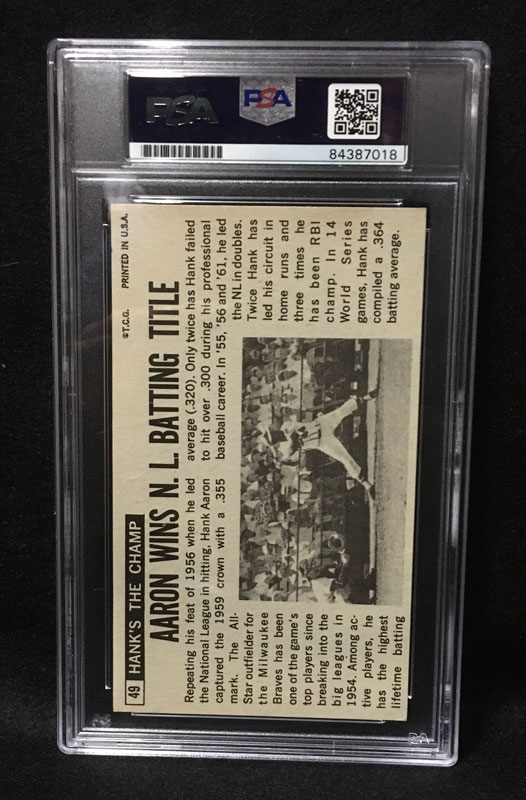 PSA
PSA
84387018
49 HANK'S THE CHAMP
©T.C.G. PRINTED IN U.S.A.
AARON WINS N. L. BATTING TITLE
Repeating his feat of 1956 when he led
the National League in hitting, Hank Aaron
captured the 1959 crown with a .355
mark. The All-
Star outfielder for
the Milwaukee
Braves has been
one of the game's
top players since
breaking into the
big leagues in
1954. Among ac-
tive players, he
has the highest
lifetime batting
average (.320). Only twice has Hank failed
to hit over .300 during his professional
baseball career. In '55, '56 and '61, he led
the NL in doubles.
Twice Hank has
led his circuit in
home runs and
three times he
has been RBI
champ. In 14
World Series
games, Hank has
compiled a .364
batting average.